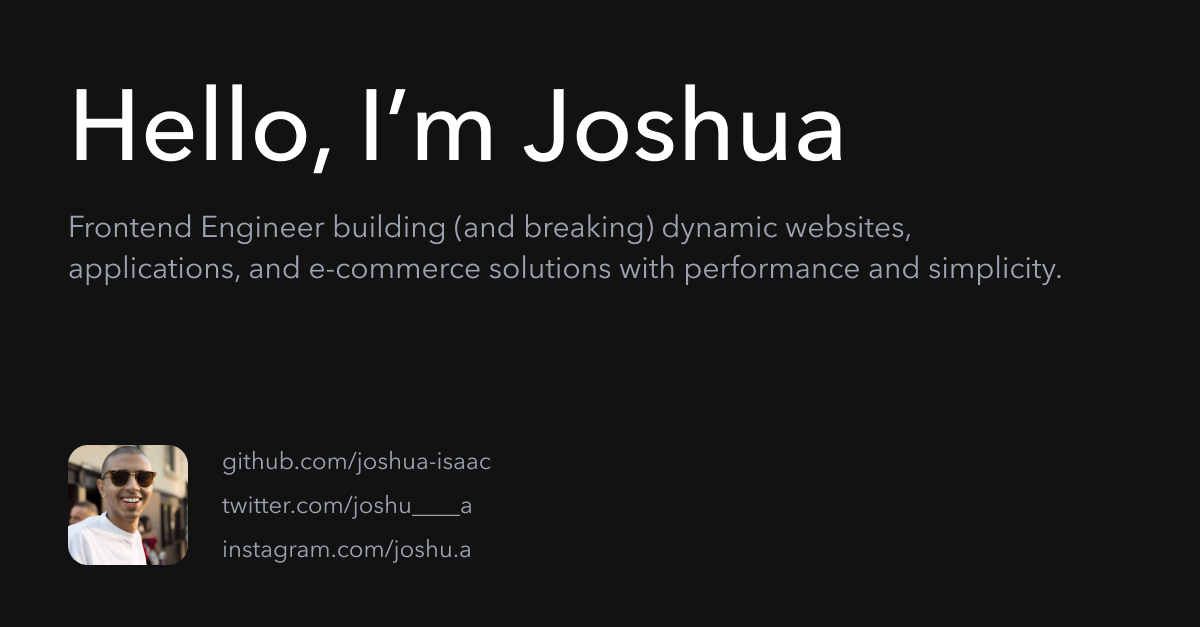 Hello, I’m Joshua
Frontend Engineer building (and breaking) dynamic websites,
applications, and e-commerce solutions with performance and simplicity.
github.com/joshua-isaac
twitter.com/joshu____a
instagram.com/joshu.a